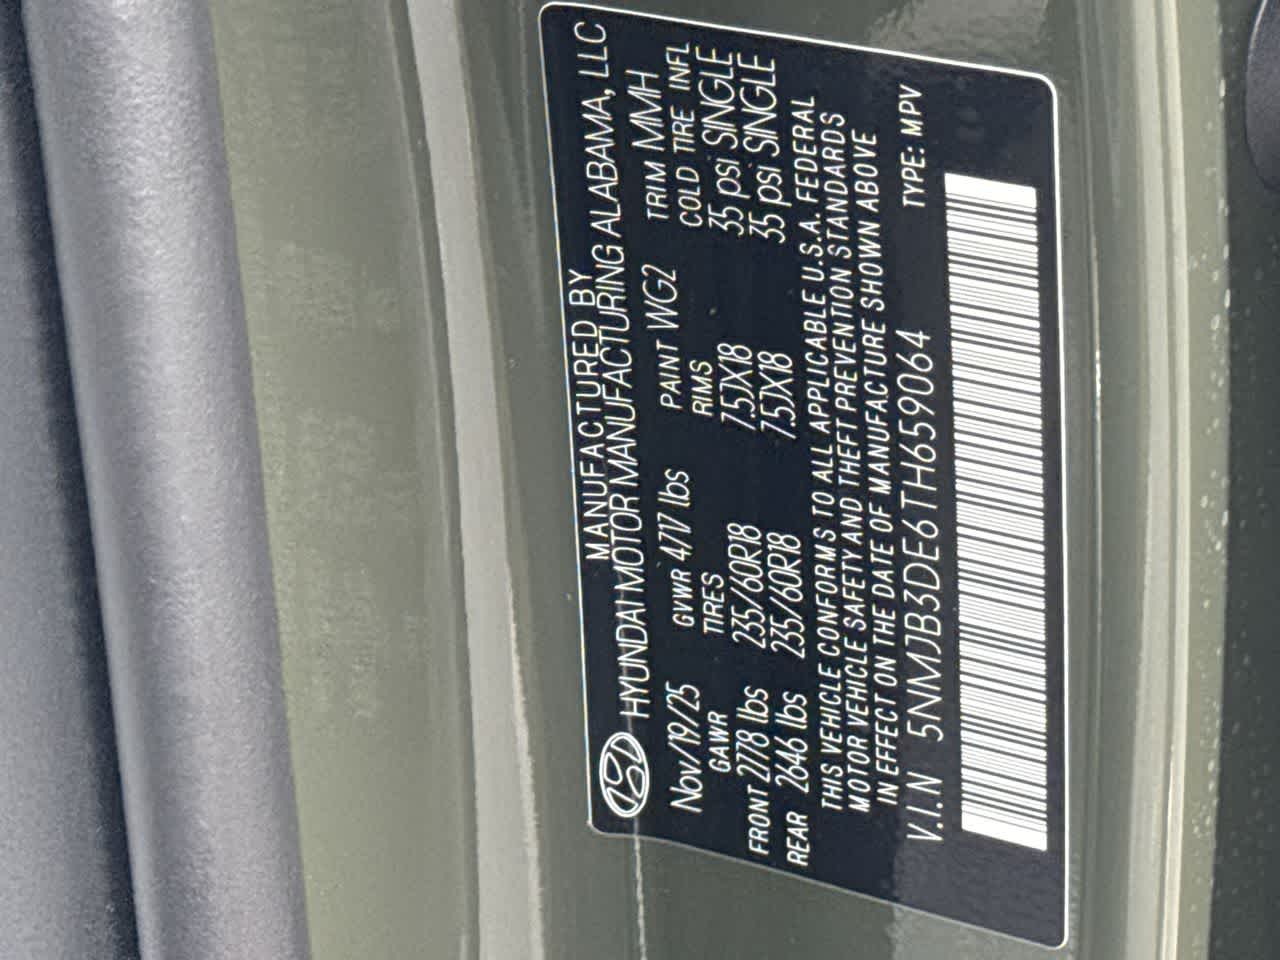 MANUFACTURED BY
HYUNDAI MOTOR MANUFACTURING ALABAMA, LLC
Nov/19/25 GVWR 4717 lbs PAINT WG2 TRIM MMH
GAWR TIRES RIMS COLD TIRE INFL
FRONT 2778 lbs 235/60R18 7.5JX18 35 psi SINGLE
REAR 2646 lbs 235/60R18 7.5JX18 35 psi SINGLE
THIS VEHICLE CONFORMS TO ALL APPLICABLE U.S.A. FEDERAL
MOTOR VEHICLE SAFETY AND THEFT PREVENTION STANDARDS
IN EFFECT ON THE DATE OF MANUFACTURE SHOWN ABOVE
V.I.N 5NMJB3DE6TH659064 TYPE: MPV